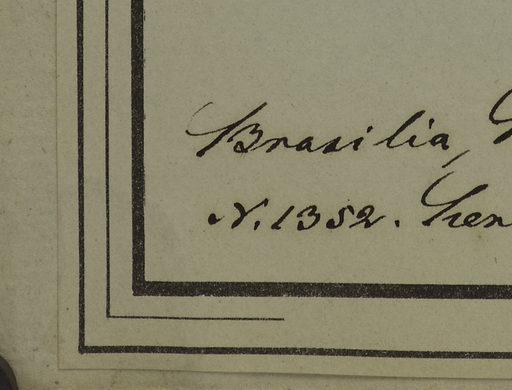 Brasilia,
N. 1352.